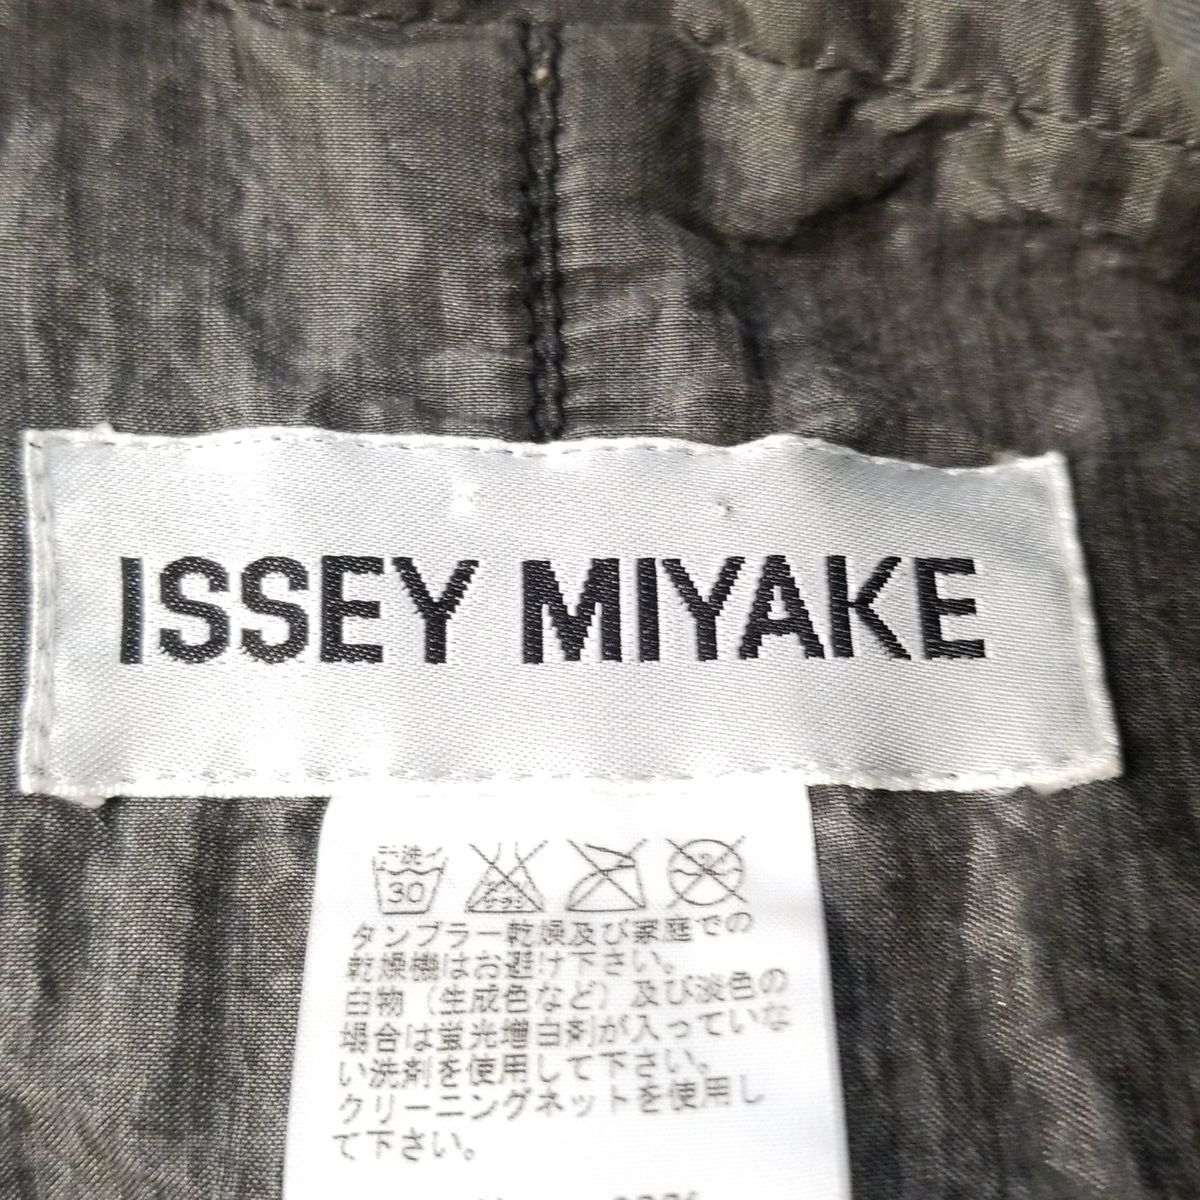 ISSEY MIYAKE
手洗イ
30
タンブラー乾燥及び家庭での
乾燥機はお避け下さい。
白物(生成色など)及び淡色の
場合は蛍光増白剤が入っていな
い洗剤を使用して下さい。
クリーニングネットを使用し
て下さい。